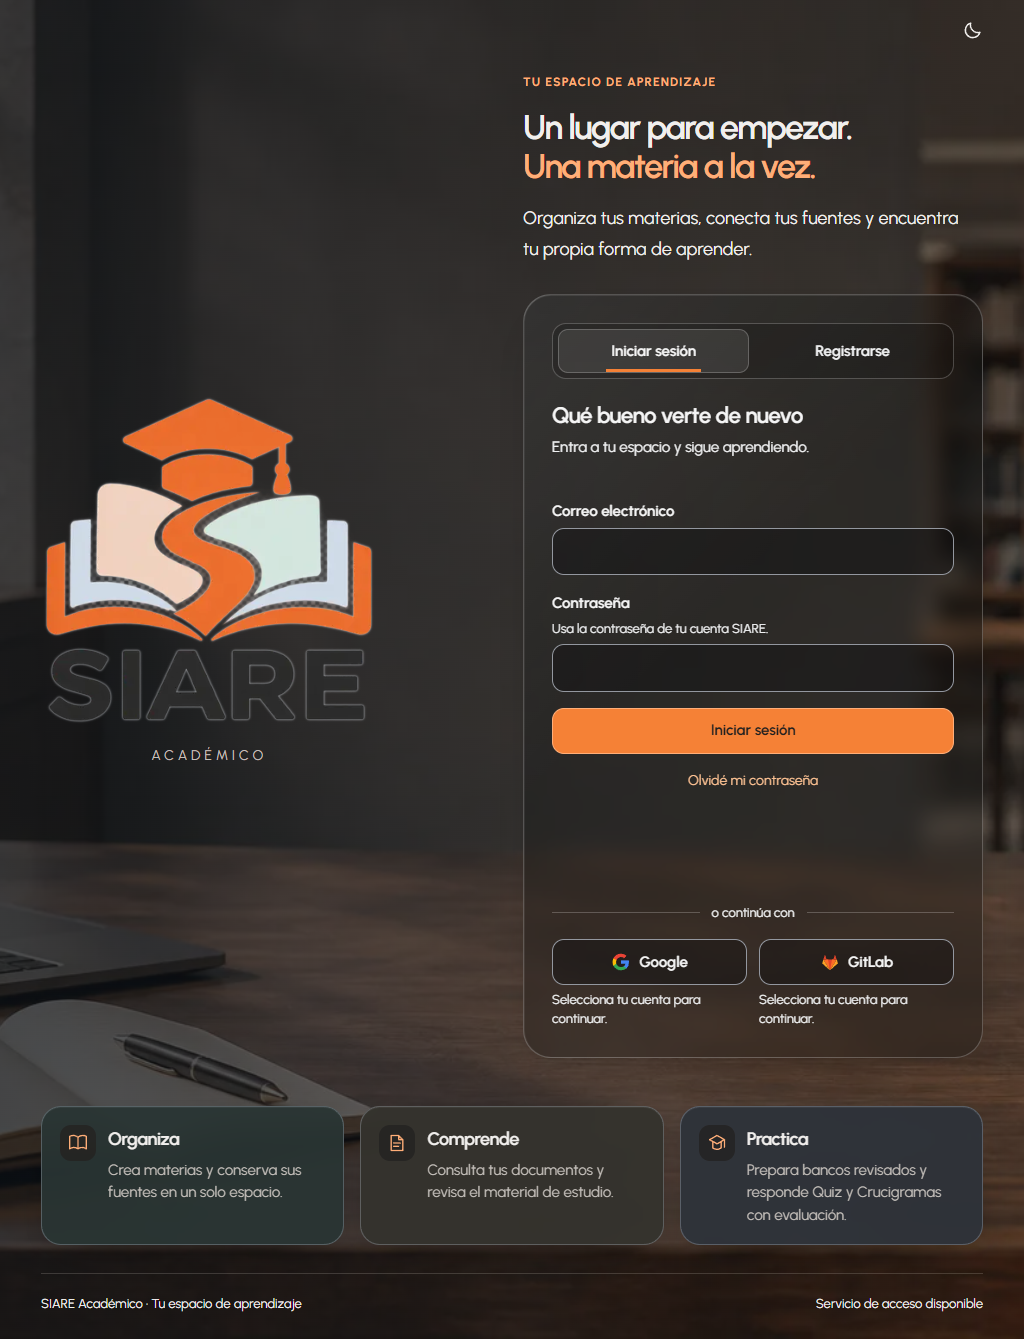 TU ESPACIO DE APRENDIZAJE
Un lugar para empezar.
Una materia a la vez.
Organiza tus materias, conecta tus fuentes y encuentra
tu propia forma de aprender.
Iniciar sesión
Registrarse
Qué bueno verte de nuevo
Entra a tu espacio y sigue aprendiendo.
Correo electrónico
Contraseña
Usa la contraseña de tu cuenta SIARE.
Iniciar sesión
Olvidé mi contraseña
o continúa con
Google
GitLab
Selecciona tu cuenta para
continuar.
Selecciona tu cuenta para
continuar.
SIARE
ACADÉMICO
Organiza
Crea materias y conserva sus
fuentes en un solo espacio.
Comprende
Consulta tus documentos y
revisa el material de estudio.
Practica
Prepara bancos revisados y
responde Quiz y Crucigramas
con evaluación.
SIARE Académico · Tu espacio de aprendizaje
Servicio de acceso disponible